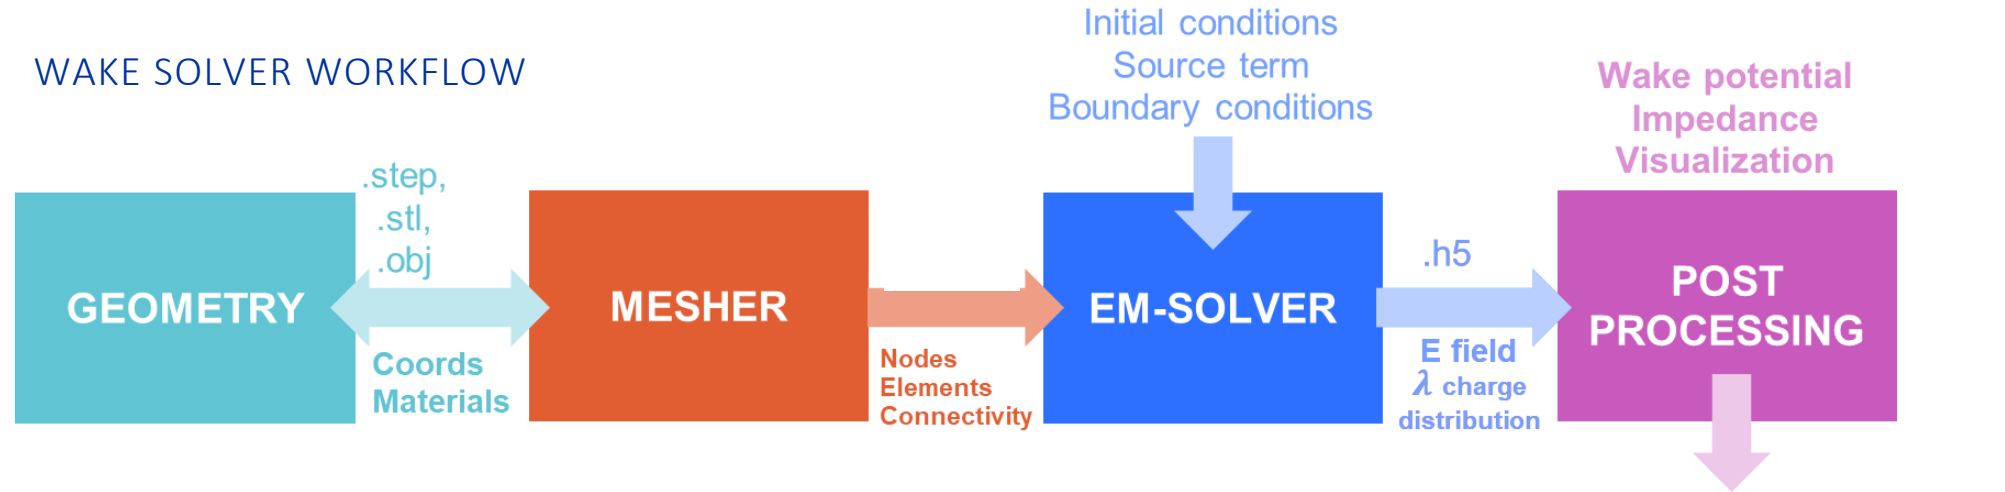 WAKE SOLVER WORKFLOW
GEOMETRY
.step,
.stl,
.obj
Coords
Materials
MESHER
Nodes
Elements
Connectivity
Initial conditions
Source term
Boundary conditions
EM-SOLVER
.h5
E field
λ charge
distribution
Wake potential
Impedance
Visualization
POST
PROCESSING